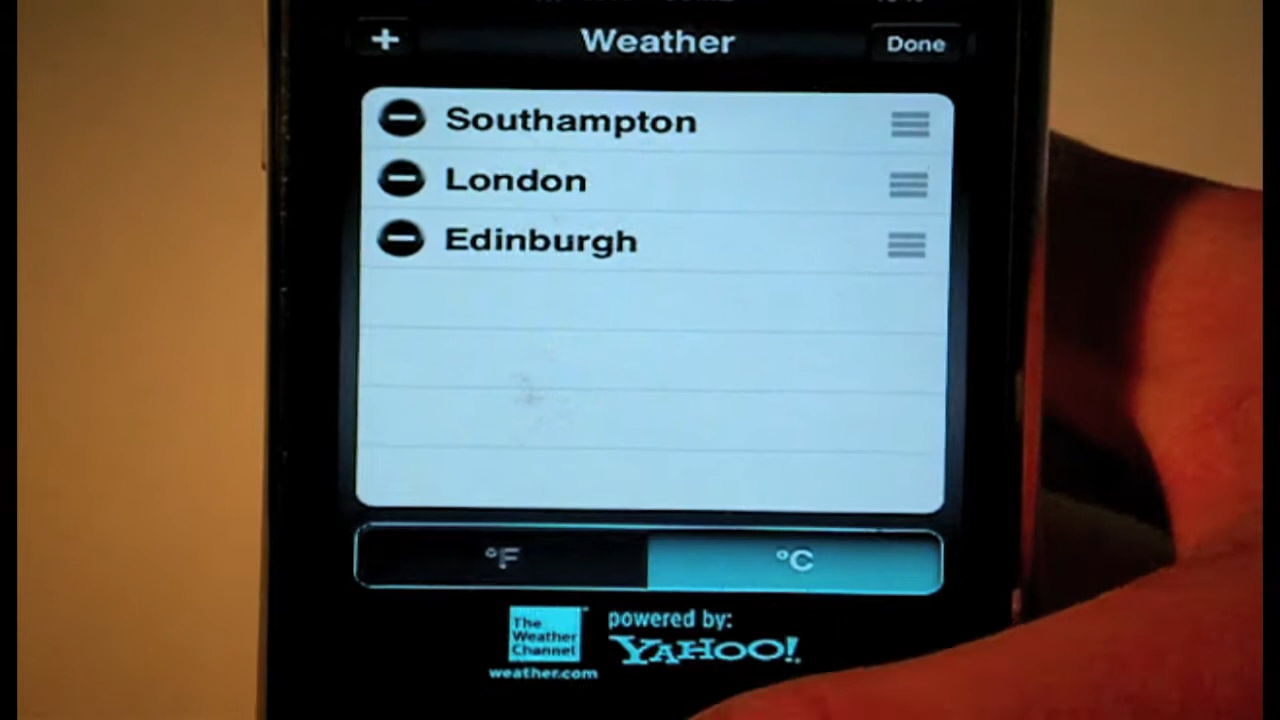 + Weather Done
Southampton
London
Edinburgh
°F °C
The
Weather
Channel
weather.com
powered by:
YAHOO!